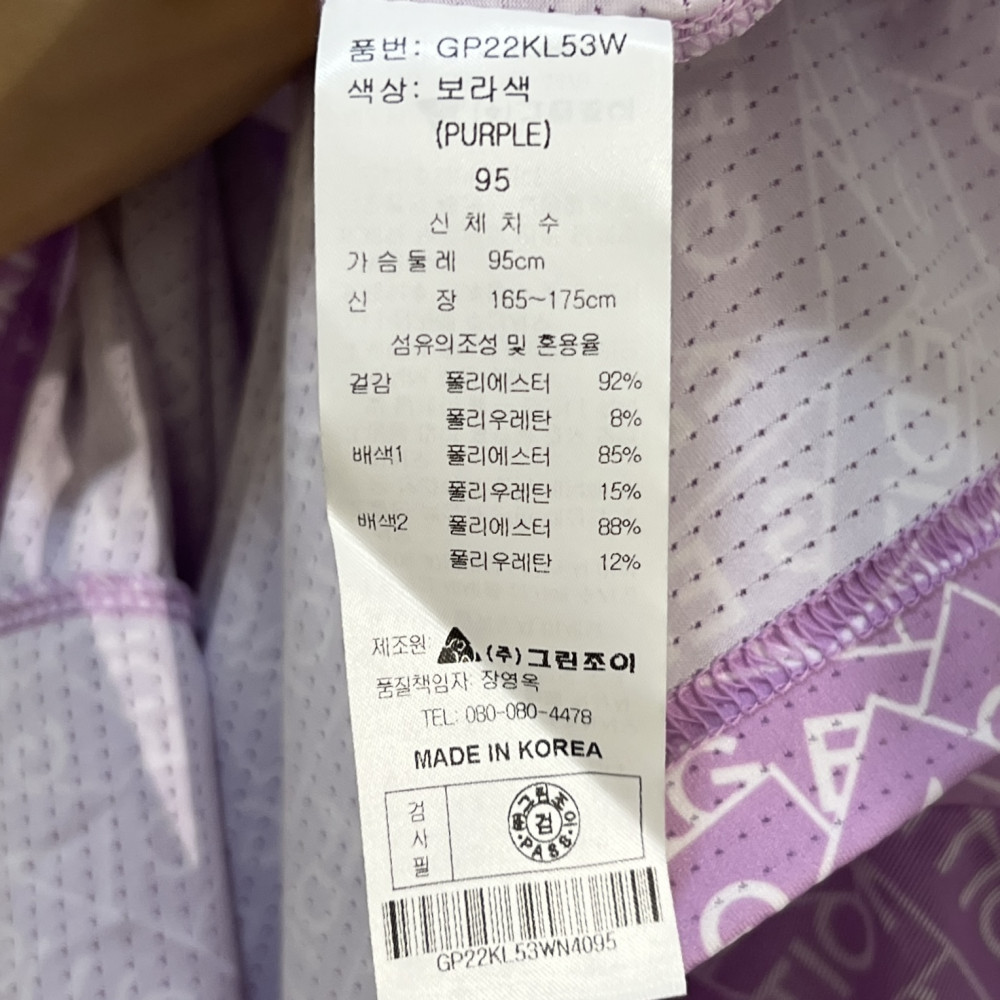 품번: GP22KL53W
색상: 보라색
(PURPLE)
95
신 체 치 수
가슴둘레 95cm
신 장 165~175cm
섬유의조성 및 혼용율
겉감 폴리에스터 92%
폴리우레탄 8%
배색1 폴리에스터 85%
폴리우레탄 15%
배색2 폴리에스터 88%
폴리우레탄 12%
제조원: (주)그린조이
품질책임자: 장영옥
TEL: 080-080-4478
MADE IN KOREA
검사필
㈜그린조이
검
PASS
GP22KL53WN4095